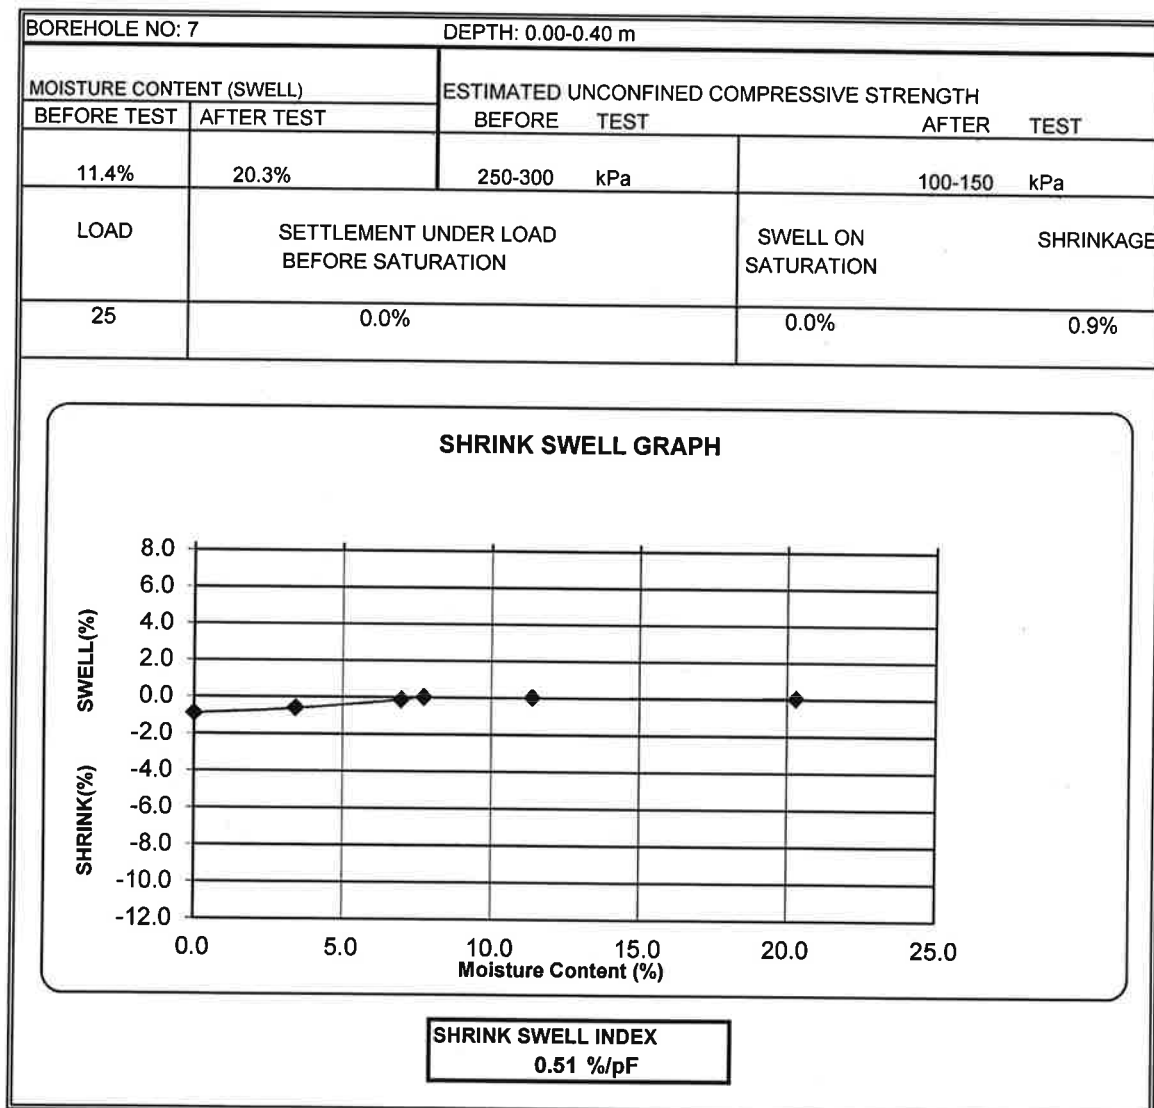 BOREHOLE NO: 7 DEPTH: 0.00-0.40 m
MOISTURE CONTENT (SWELL) ESTIMATED UNCONFINED COMPRESSIVE STRENGTH
BEFORE TEST AFTER TEST BEFORE TEST AFTER TEST
11.4% 20.3% 250-300 kPa 100-150 kPa
LOAD SETTLEMENT UNDER LOAD SWELL ON SHRINKAGE
BEFORE SATURATION SATURATION
25 0.0% 0.0% 0.9%
SHRINK SWELL GRAPH
SHRINK(%) SWELL(%)
8.0
6.0
4.0
2.0
0.0
-2.0
-4.0
-6.0
-8.0
-10.0
-12.0
0.0 5.0 10.0 15.0 20.0 25.0
Moisture Content (%)
SHRINK SWELL INDEX
0.51 %/pF